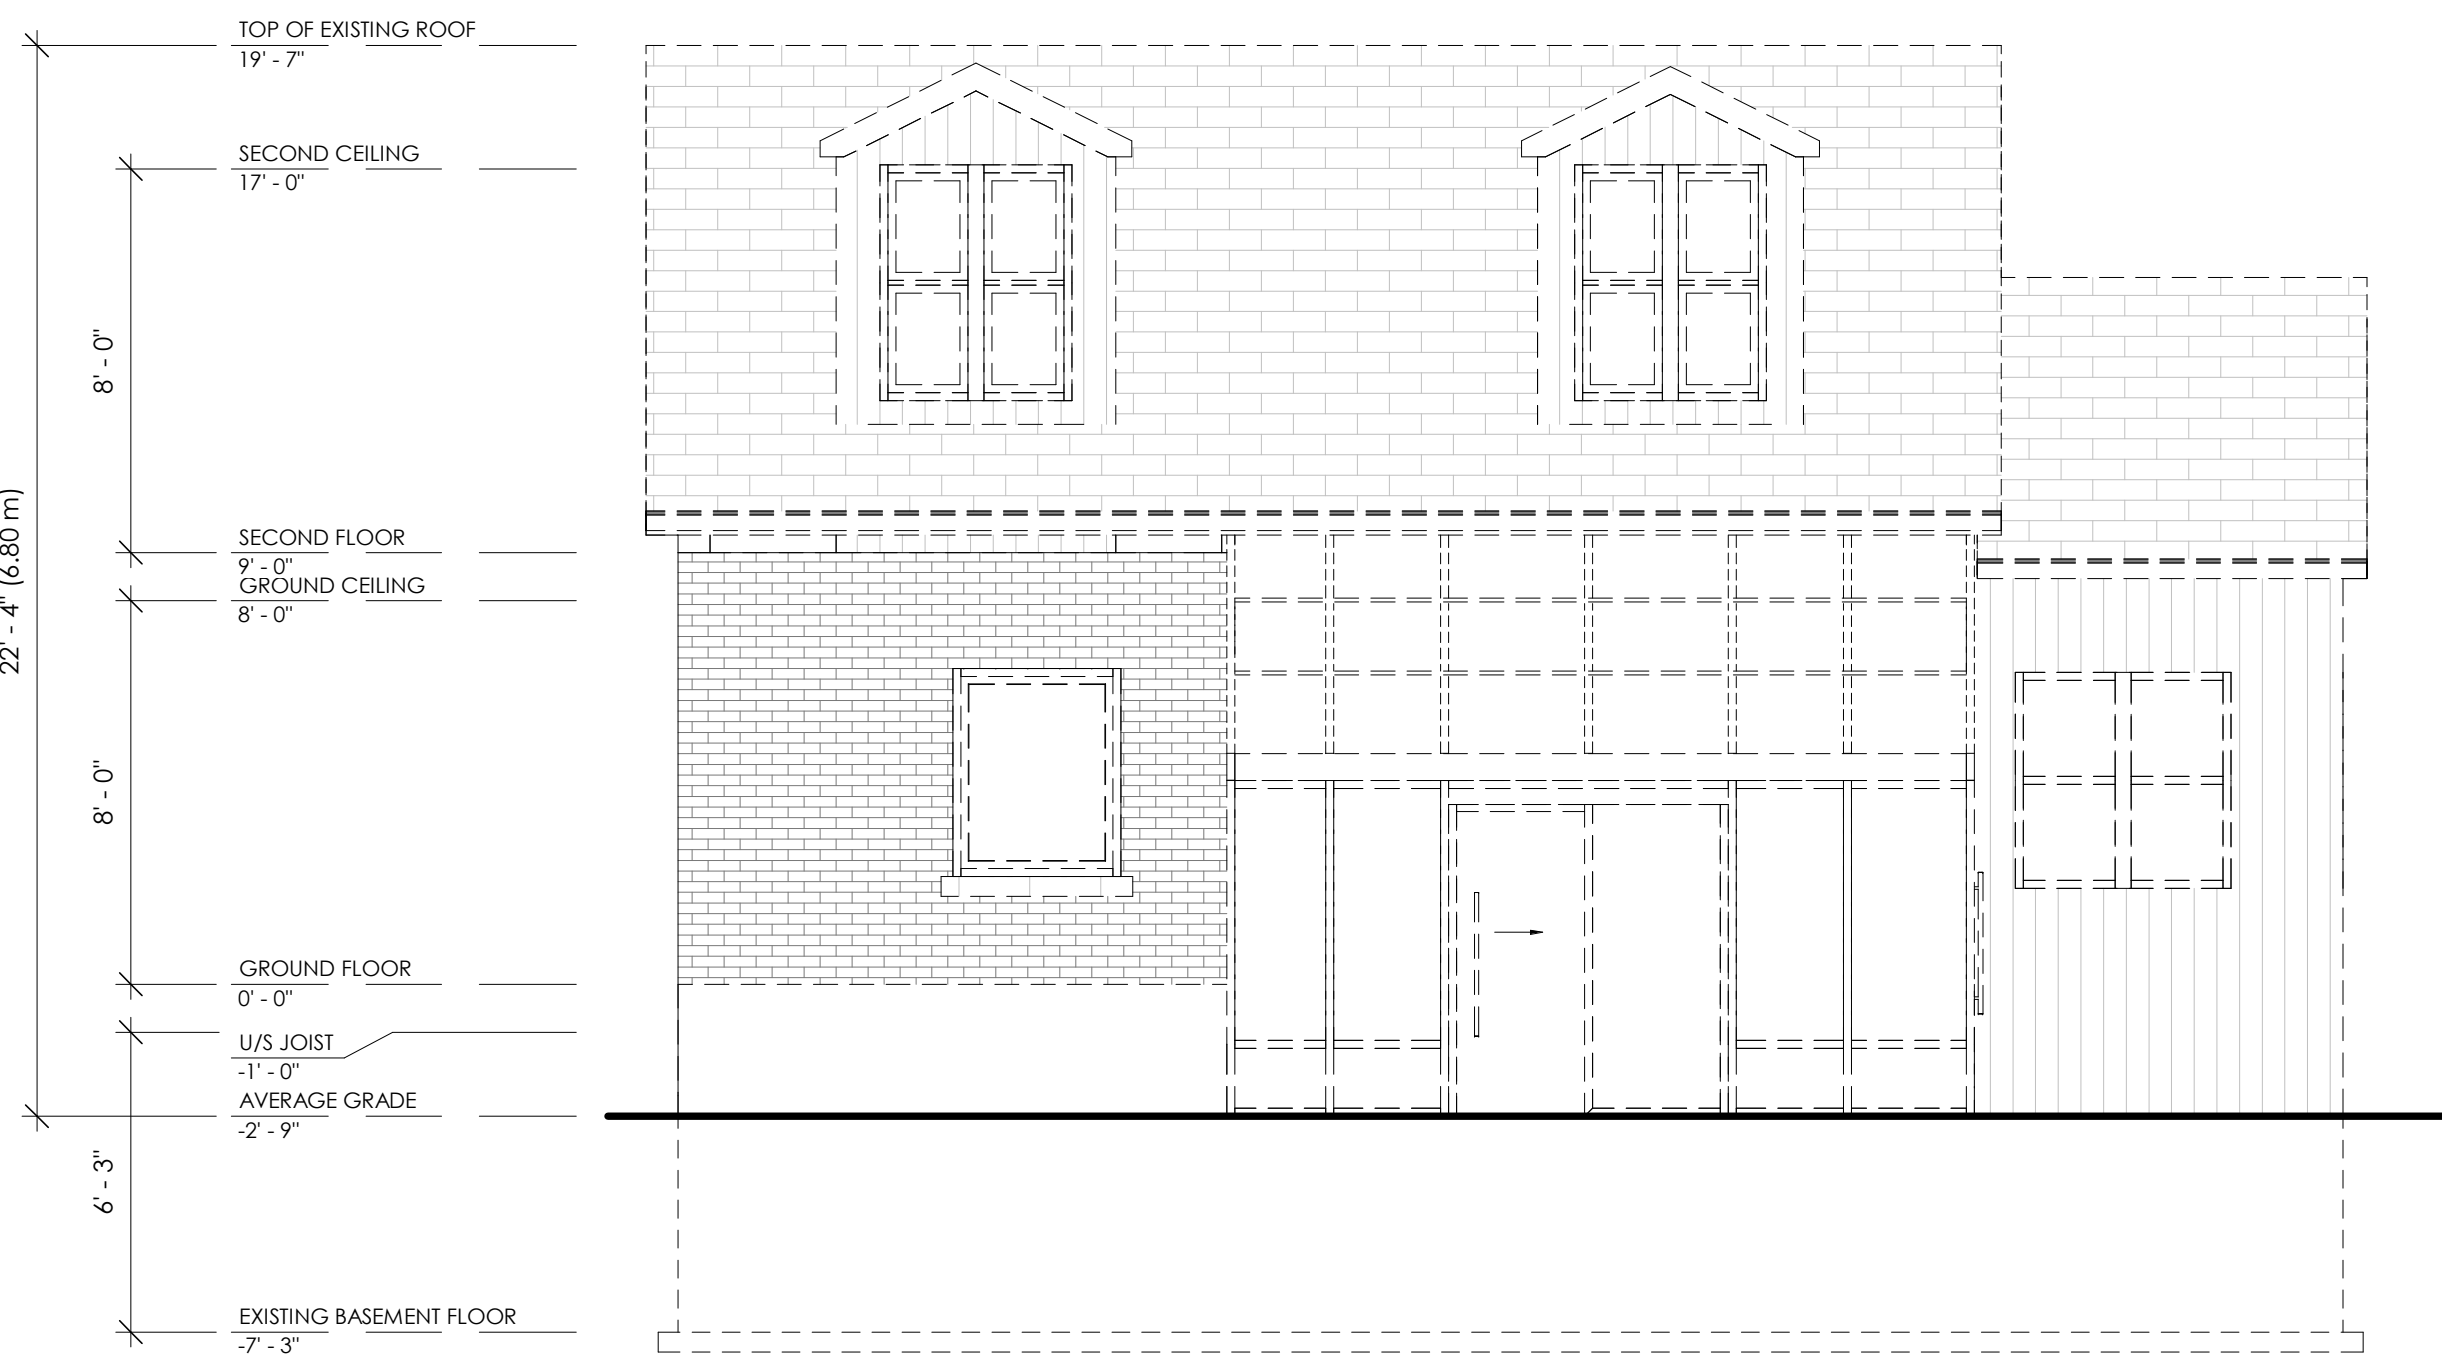 TOP OF EXISTING ROOF
19' - 7"
SECOND CEILING
17' - 0"
8' - 0"
22' - 4" (6.80 m)
SECOND FLOOR
9' - 0"
GROUND CEILING
8' - 0"
8' - 0"
GROUND FLOOR
0' - 0"
U/S JOIST
-1' - 0"
AVERAGE GRADE
-2' - 9"
6' - 3"
EXISTING BASEMENT FLOOR
-7' - 3"